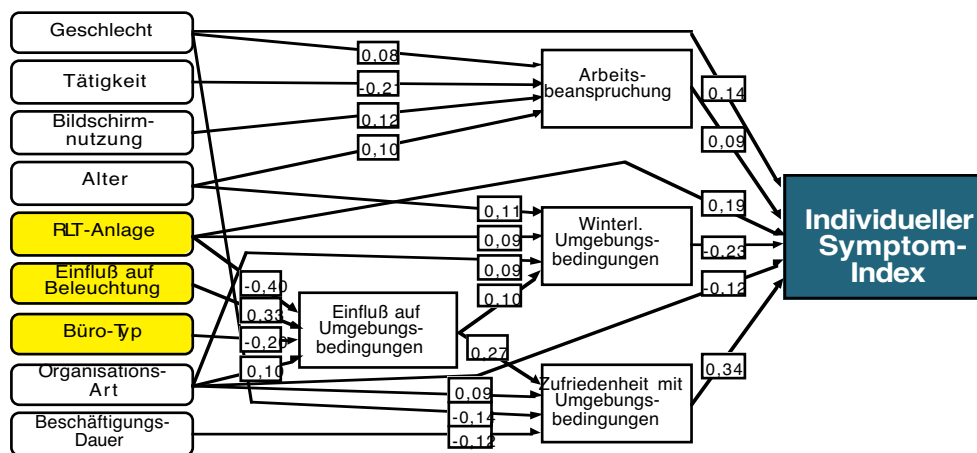 Geschlecht
Tätigkeit
Bildschirm-
nutzung
Alter
RLT-Anlage
Einfluß auf
Beleuchtung
Büro-Typ
Organisations-
Art
Beschäftigungs-
Dauer
0,08
-0,21
0,12
0,10
Arbeits-
beanspruchung
0,11
0,09
0,09
0,10
Winterl.
Umgebungs-
bedingungen
-0,40
0,33
-0,20
0,10
Einfluß auf
Umgebungs-
bedingungen
0,27
0,09
-0,14
-0,12
Zufriedenheit mit
Umgebungs-
bedingungen
0,14
0,09
0,19
-0,23
-0,12
0,34
Individueller
Symptom-
Index